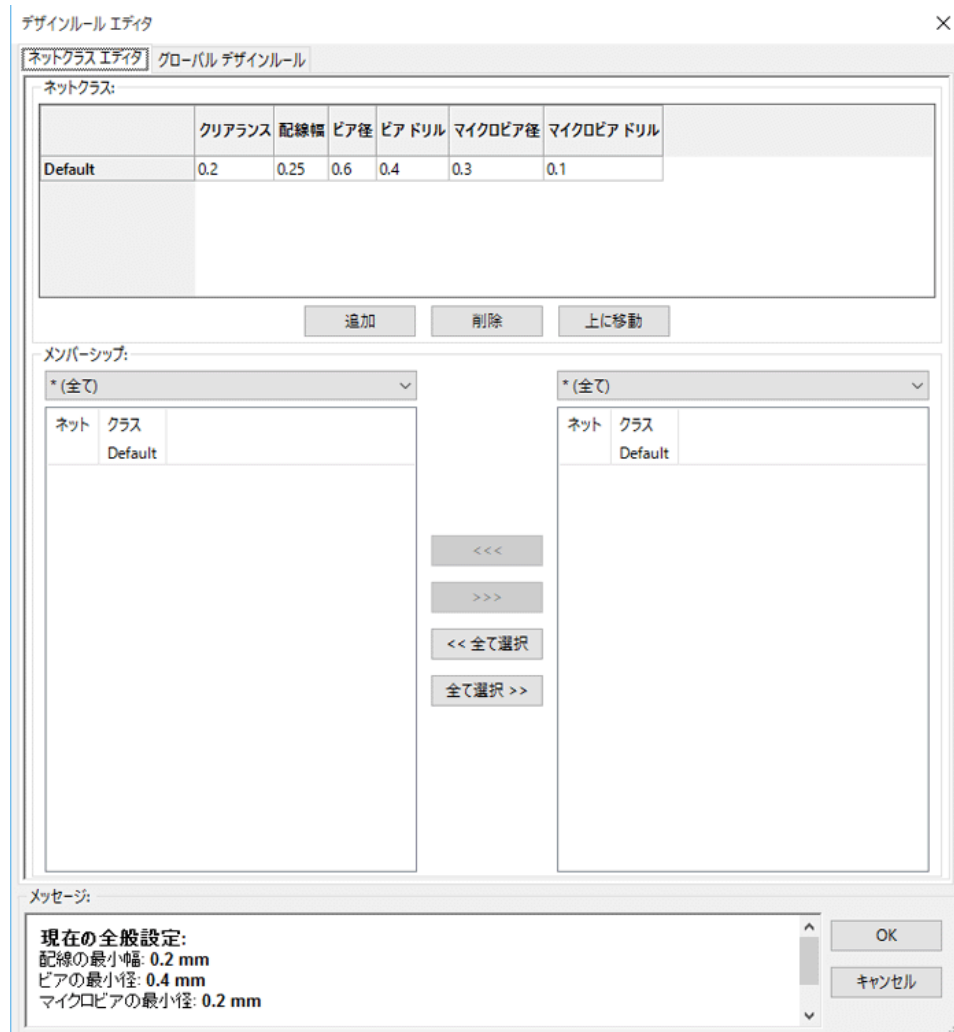 デザインルール エディタ
ネットクラス エディタ グローバル デザインルール
ネットクラス:
クリアランス 配線幅 ビア径 ビア ドリル マイクロビア径 マイクロビア ドリル
Default 0.2 0.25 0.6 0.4 0.3 0.1
追加 削除 上に移動
メンバーシップ:
* (全て) * (全て)
ネット クラス ネット クラス
Default Default
<<<
>>>
<< 全て選択
全て選択 >>
メッセージ:
現在の全般設定:
配線の最小幅: 0.2 mm
ビアの最小径: 0.4 mm
マイクロビアの最小径: 0.2 mm
OK
キャンセル